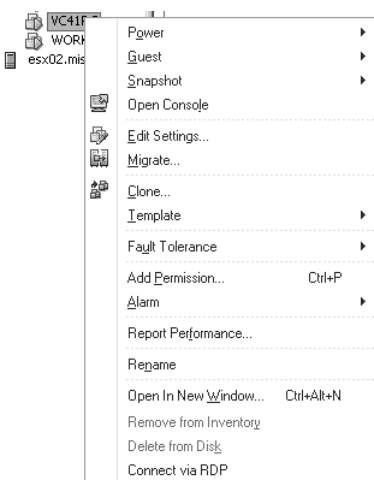 VC41
Power
WORK
Guest
esx02.mis
Snapshot
Open Console
Edit Settings...
Migrate...
Clone...
Template
Fault Tolerance
Add Permission... Ctrl+P
Alarm
Report Performance...
Rename
Open In New Window... Ctrl+Alt+N
Remove from Inventory
Delete from Disk
Connect via RDP